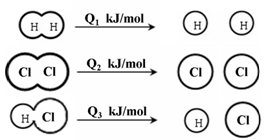 H H Q₁ kJ/mol H H
Cl Cl Q₂ kJ/mol Cl Cl
H Cl Q₃ kJ/mol H Cl